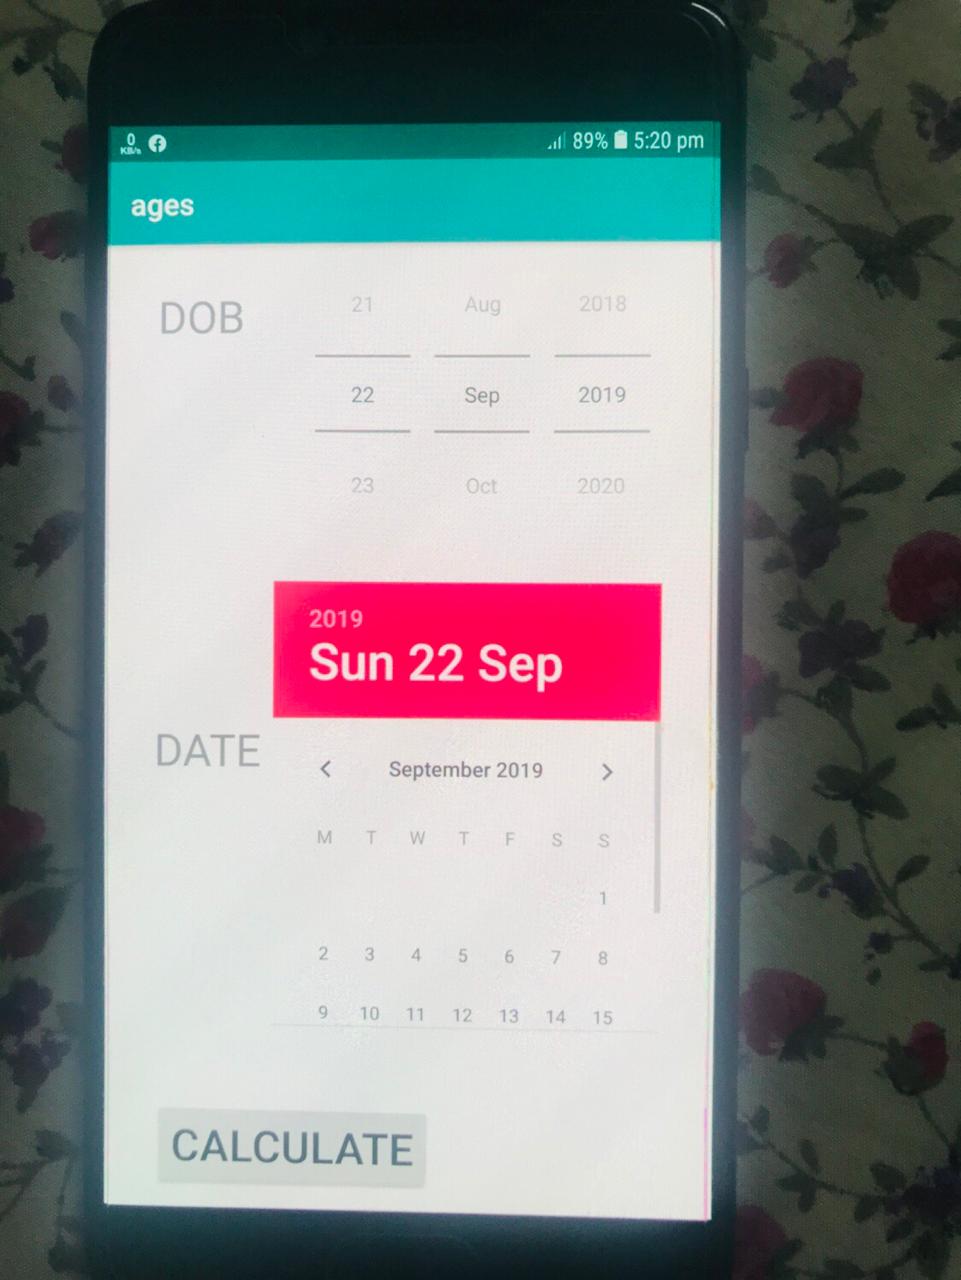 0
KB/s
89% 5:20 pm
ages
DOB
21 Aug 2018
22 Sep 2019
23 Oct 2020
2019
Sun 22 Sep
DATE
September 2019
M T W T F S S
1
2 3 4 5 6 7 8
9 10 11 12 13 14 15
CALCULATE